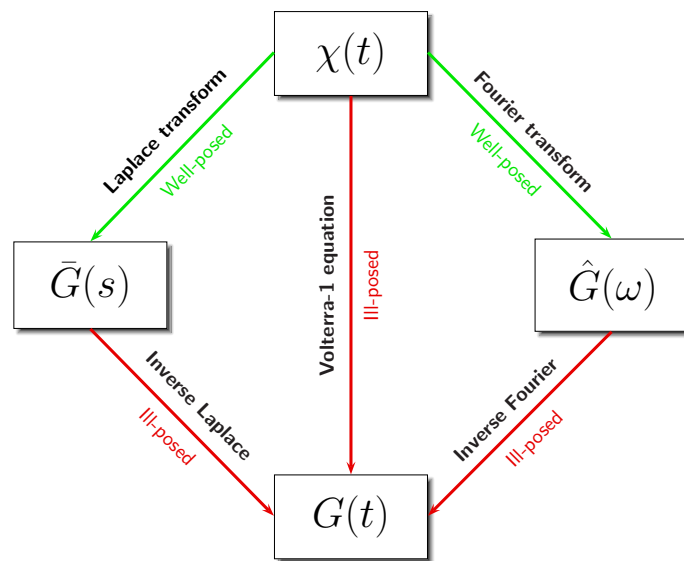 χ(t)
Laplace transform
Well-posed
Fourier transform
Well-posed
Volterra-1 equation
Ill-posed
Ḡ(s)
Ĝ(ω)
Inverse Laplace
Ill-posed
Inverse Fourier
Ill-posed
G(t)